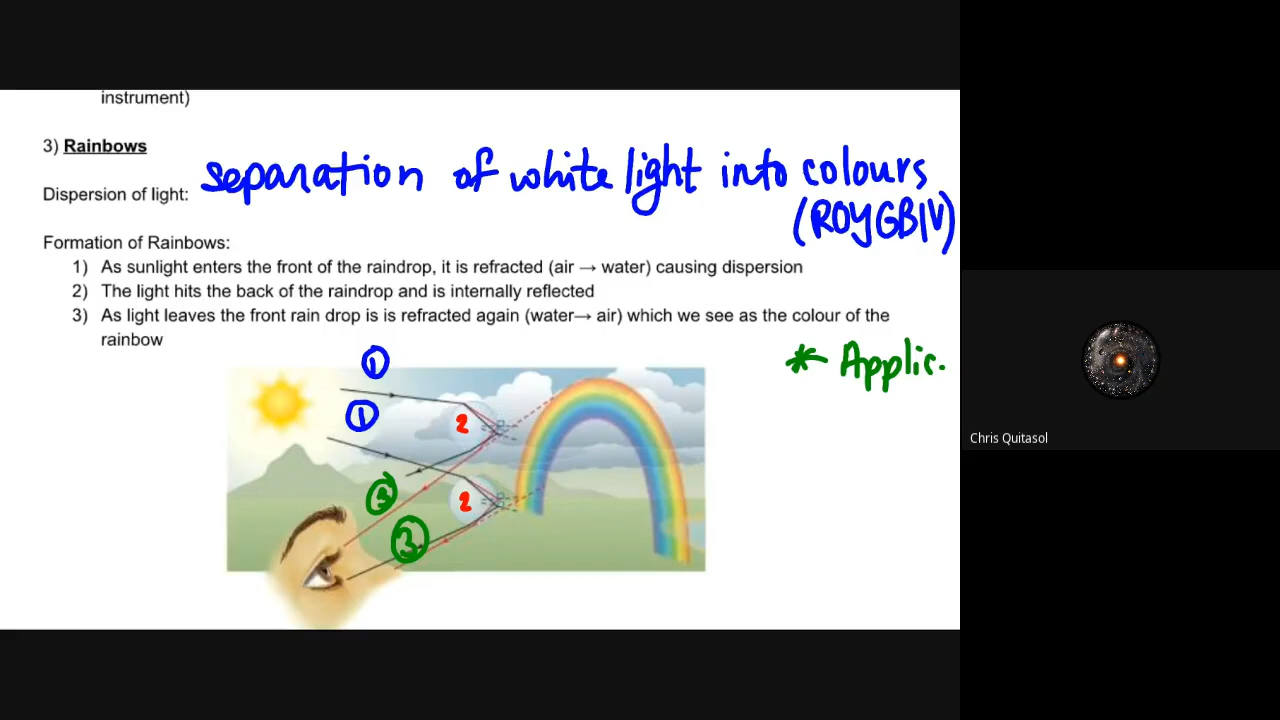 instrument)
3) Rainbows
Dispersion of light: separation of white light into colours
(ROYGBIV)
Formation of Rainbows:
1) As sunlight enters the front of the raindrop, it is refracted (air → water) causing dispersion
2) The light hits the back of the raindrop and is internally reflected
3) As light leaves the front rain drop is is refracted again (water→ air) which we see as the colour of the
rainbow
* Applic.
1
1
2
3
2
3
Chris Quitasol